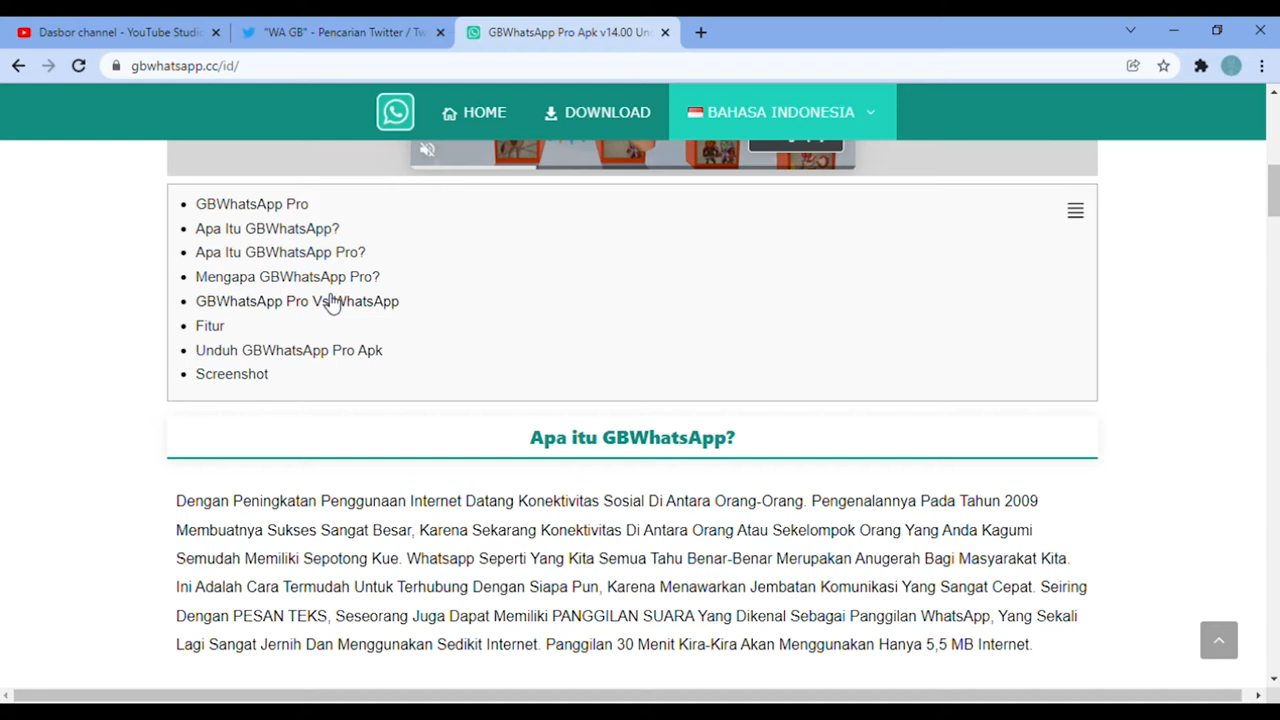 Dasbor channel - YouTube Studio
"WA GB" - Pencarian Twitter / Tw
GBWhatsApp Pro Apk v14.00 Un
gbwhatsapp.cc/id/
HOME
DOWNLOAD
BAHASA INDONESIA
GBWhatsApp Pro
Apa Itu GBWhatsApp?
Apa Itu GBWhatsApp Pro?
Mengapa GBWhatsApp Pro?
GBWhatsApp Pro Vs WhatsApp
Fitur
Unduh GBWhatsApp Pro Apk
Screenshot
Apa itu GBWhatsApp?
Dengan Peningkatan Penggunaan Internet Datang Konektivitas Sosial Di Antara Orang-Orang. Pengenalannya Pada Tahun 2009
Membuatnya Sukses Sangat Besar, Karena Sekarang Konektivitas Di Antara Orang Atau Sekelompok Orang Yang Anda Kagumi
Semudah Memiliki Sepotong Kue. Whatsapp Seperti Yang Kita Semua Tahu Benar-Benar Merupakan Anugerah Bagi Masyarakat Kita.
Ini Adalah Cara Termudah Untuk Terhubung Dengan Siapa Pun, Karena Menawarkan Jembatan Komunikasi Yang Sangat Cepat. Seiring
Dengan PESAN TEKS, Seseorang Juga Dapat Memiliki PANGGILAN SUARA Yang Dikenal Sebagai Panggilan WhatsApp, Yang Sekali
Lagi Sangat Jernih Dan Menggunakan Sedikit Internet. Panggilan 30 Menit Kira-Kira Akan Menggunakan Hanya 5,5 MB Internet.